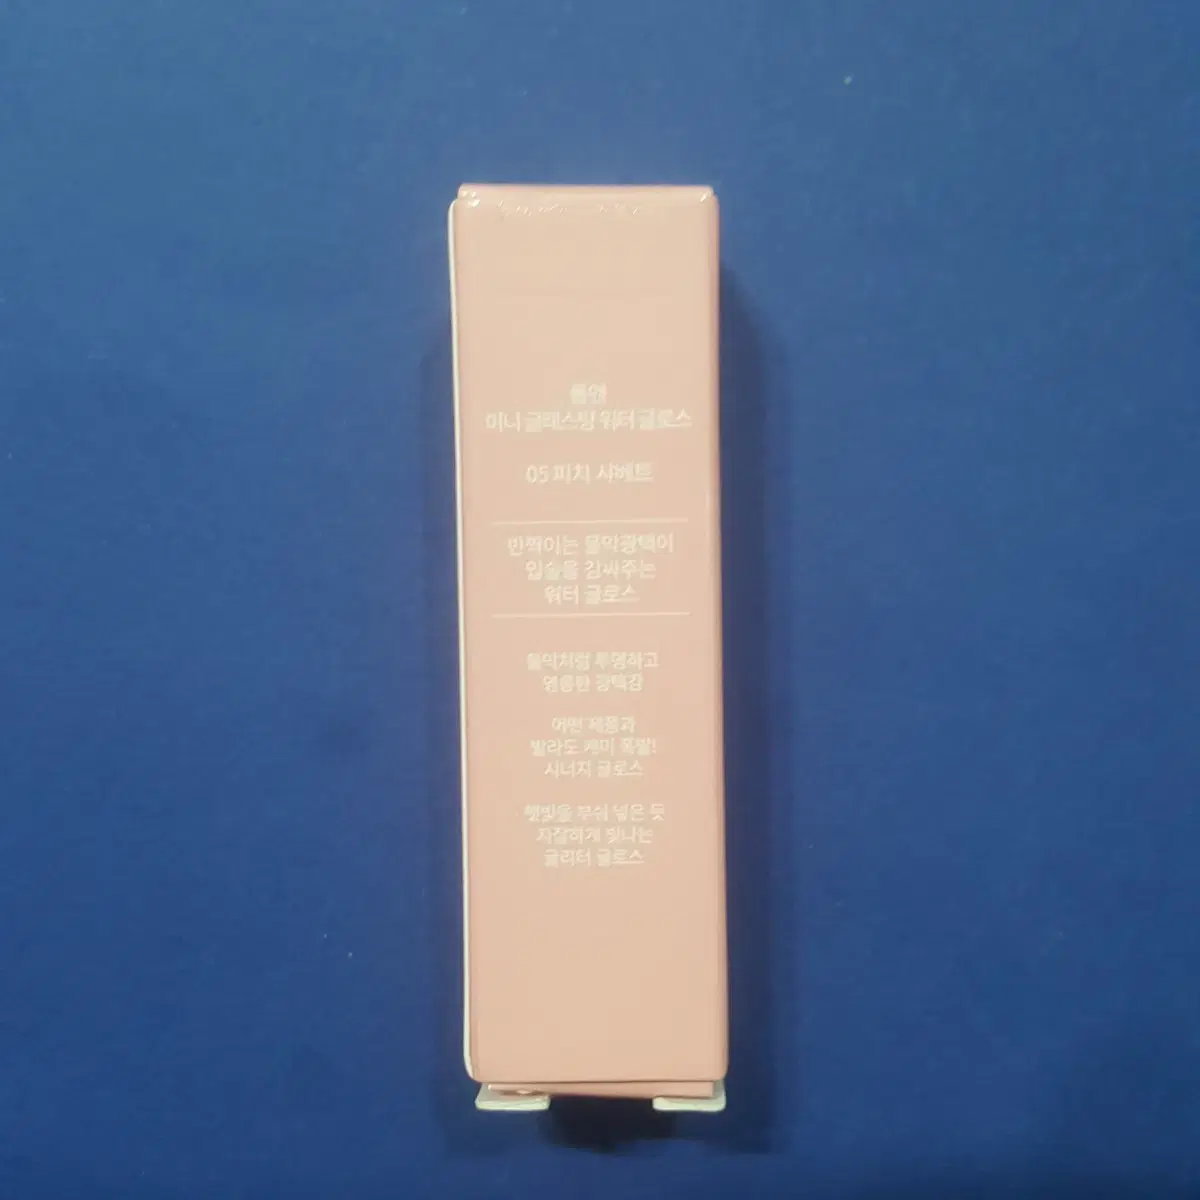 롬앤
미니 글래스팅 워터 글로스
05 피치 샤베트
반짝이는 물막광택이
입술을 감싸주는
워터 글로스
물막처럼 투명하고
영롱한 광택감
어떤 제품과
발라도 케미 폭발!
시너지 글로스
햇빛을 부숴 넣은 듯
자잘하게 빛나는
글리터 글로스